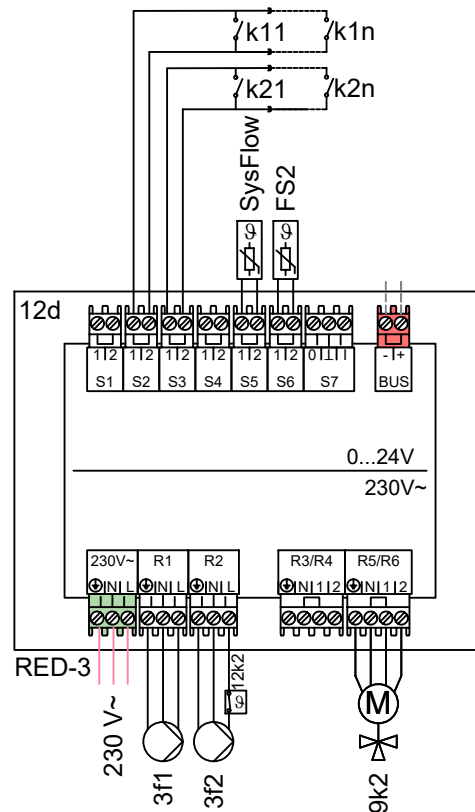 k11 k1n
k21 k2n
SysFlow FS2
ϑ ϑ
12d
1 2 1 2 1 2 1 2 1 2 1 2 0 ⊥ I - +
S1 S2 S3 S4 S5 S6 S7 BUS
0...24V
230V~
230V~ R1 R2 R3/R4 R5/R6
N L N L N L N 1 2 N 1 2
RED-3
12k2
ϑ
230 V~
3f1
3f2
M
9k2